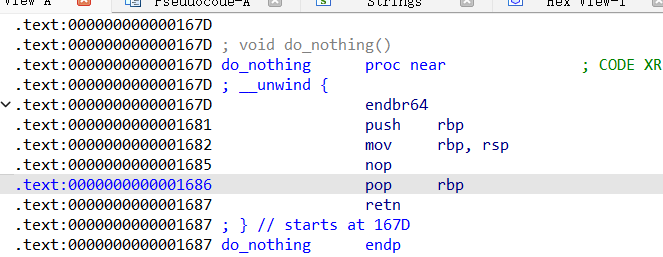 View A Pseudocode-A Strings Hex View-1
.text:000000000000167D
.text:000000000000167D ; void do_nothing()
.text:000000000000167D do_nothing proc near ; CODE XR
.text:000000000000167D ; __unwind {
.text:000000000000167D endbr64
.text:0000000000001681 push rbp
.text:0000000000001682 mov rbp, rsp
.text:0000000000001685 nop
.text:0000000000001686 pop rbp
.text:0000000000001687 retn
.text:0000000000001687 ; } // starts at 167D
.text:0000000000001687 do_nothing endp